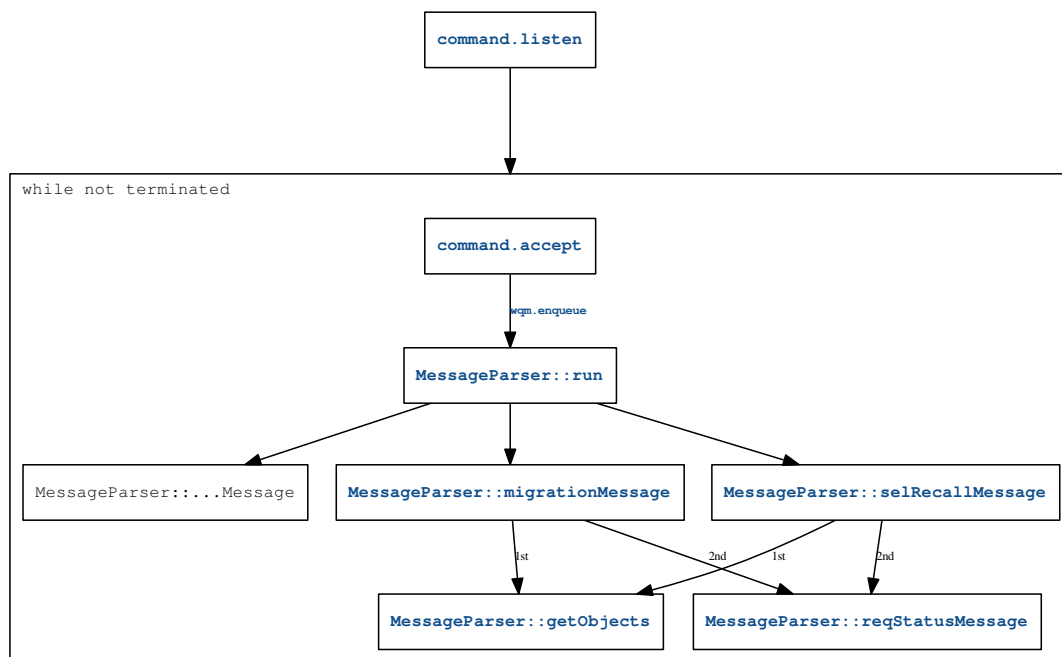 command.listen
while not terminated
command.accept
wqm.enqueue
MessageParser::run
MessageParser::...Message
MessageParser::migrationMessage
MessageParser::selRecallMessage
1st
2nd
1st
2nd
MessageParser::getObjects
MessageParser::reqStatusMessage